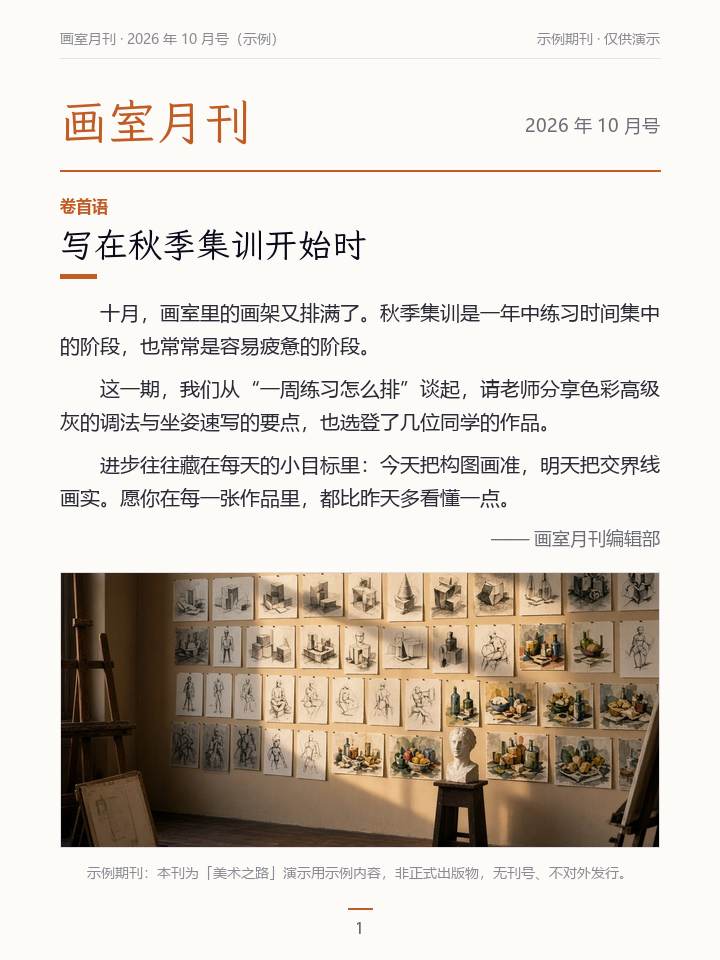 画室月刊 · 2026 年 10 月号（示例）
示例期刊 · 仅供演示
画室月刊
2026 年 10 月号
卷首语
写在秋季集训开始时
十月，画室里的画架又排满了。秋季集训是一年中练习时间集中
的阶段，也常常是容易疲惫的阶段。
这一期，我们从“一周练习怎么排”谈起，请老师分享色彩高级
灰的调法与坐姿速写的要点，也选登了几位同学的作品。
进步往往藏在每天的小目标里：今天把构图画准，明天把交界线
画实。愿你在每一张作品里，都比昨天多看懂一点。
—— 画室月刊编辑部
示例期刊：本刊为「美术之路」演示用示例内容，非正式出版物，无刊号、不对外发行。
1